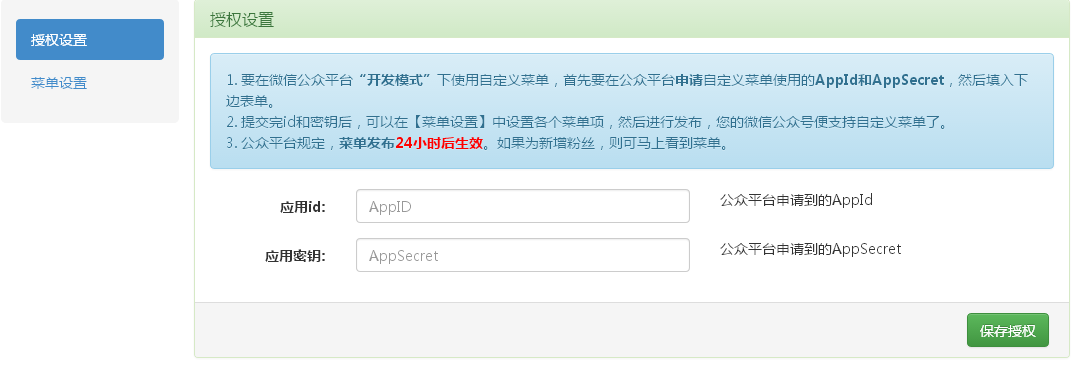 授权设置
菜单设置
授权设置
1. 要在微信公众平台“开发模式”下使用自定义菜单，首先要在公众平台申请自定义菜单使用的AppId和AppSecret，然后填入下
边表单。
2. 提交完id和密钥后，可以在【菜单设置】中设置各个菜单项，然后进行发布，您的微信公众号便支持自定义菜单了。
3. 公众平台规定，菜单发布24小时后生效。如果为新增粉丝，则可马上看到菜单。
应用id: AppID 公众平台申请到的AppId
应用密钥: AppSecret 公众平台申请到的AppSecret
保存授权